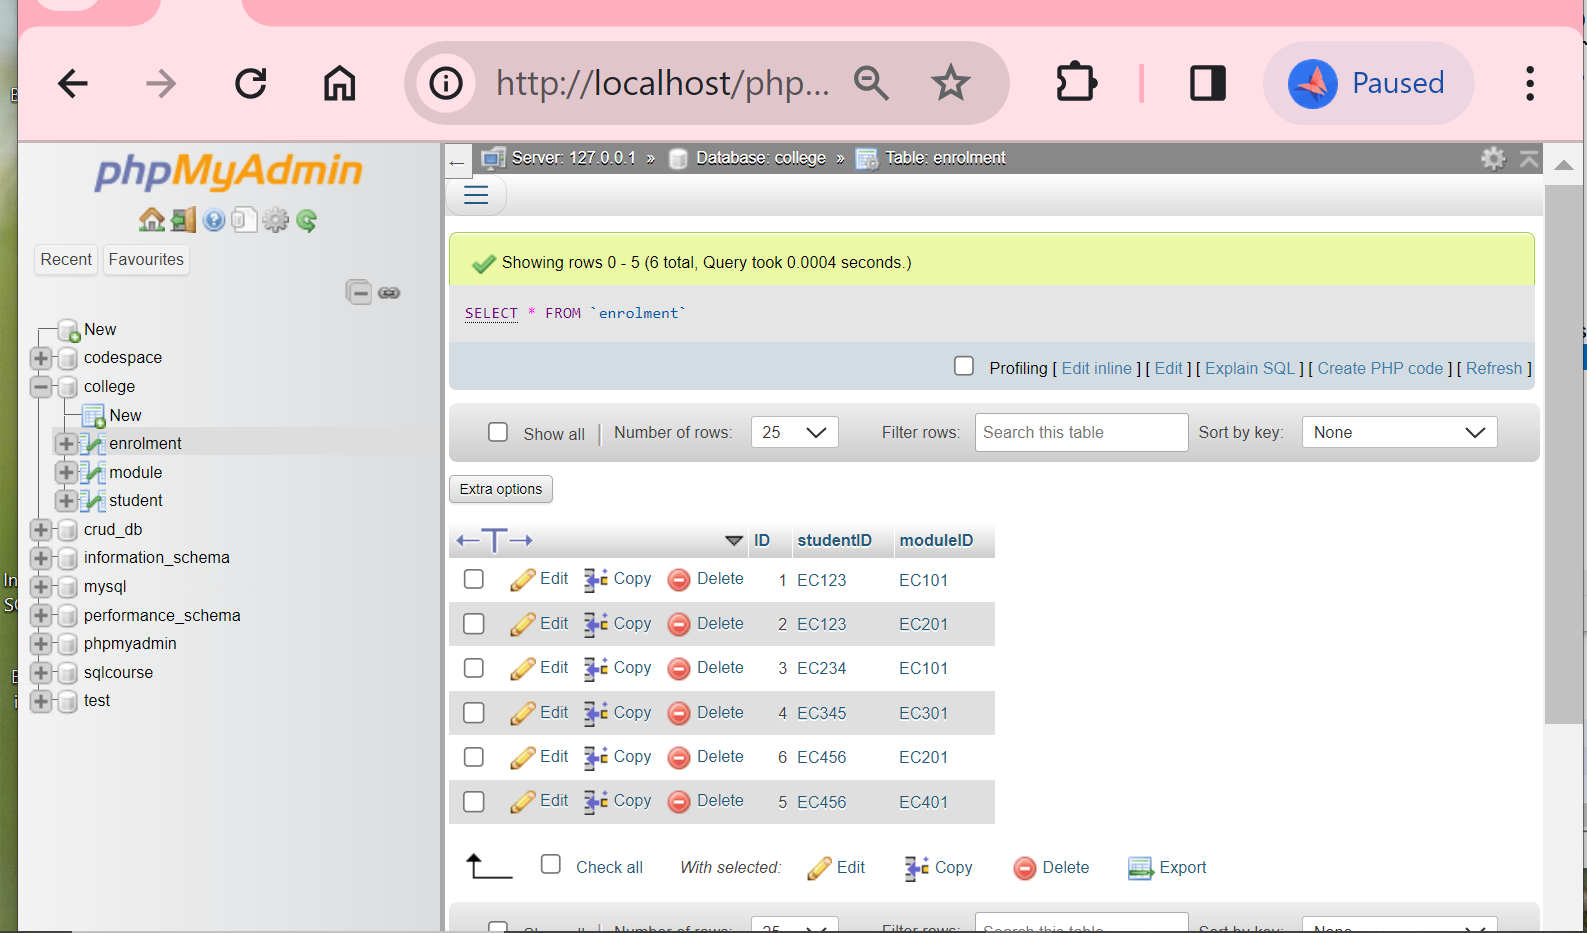 http://localhost/php...
Paused
phpMyAdmin
Server: 127.0.0.1 » Database: college » Table: enrolment
Recent Favourites
New
codespace
college
New
enrolment
module
student
crud_db
information_schema
mysql
performance_schema
phpmyadmin
sqlcourse
test
Showing rows 0 - 5 (6 total, Query took 0.0004 seconds.)
SELECT * FROM `enrolment`
Profiling [ Edit inline ] [ Edit ] [ Explain SQL ] [ Create PHP code ] [ Refresh ]
Show all | Number of rows: 25 Filter rows: Search this table Sort by key: None
Extra options
ID studentID moduleID
Edit Copy Delete 1 EC123 EC101
Edit Copy Delete 2 EC123 EC201
Edit Copy Delete 3 EC234 EC101
Edit Copy Delete 4 EC345 EC301
Edit Copy Delete 6 EC456 EC201
Edit Copy Delete 5 EC456 EC401
Check all With selected: Edit Copy Delete Export
Show all | Number of rows: 25 Filter rows: Search this table Sort by key: None